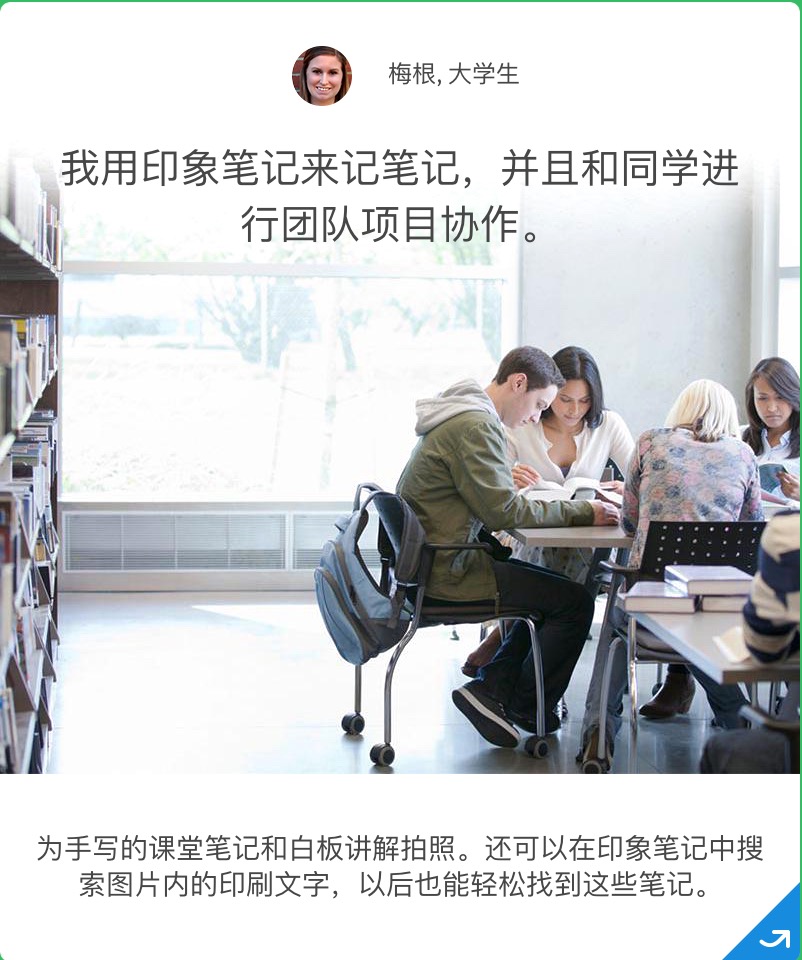 梅根, 大学生
我用印象笔记来记笔记，并且和同学进
行团队项目协作。
为手写的课堂笔记和白板讲解拍照。还可以在印象笔记中搜
索图片内的印刷文字，以后也能轻松找到这些笔记。